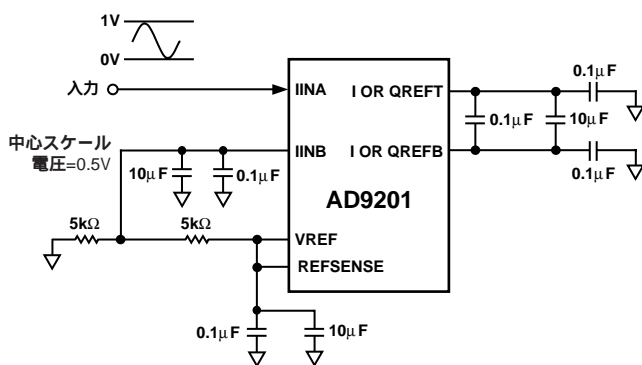 1V
0V
入力
IINA
I OR QREFT
0.1μF
0.1μF
10μF
中心スケール
電圧=0.5V
IINB
I OR QREFB
10μF
0.1μF
0.1μF
AD9201
5kΩ
5kΩ
VREF
REFSENSE
0.1μF
10μF